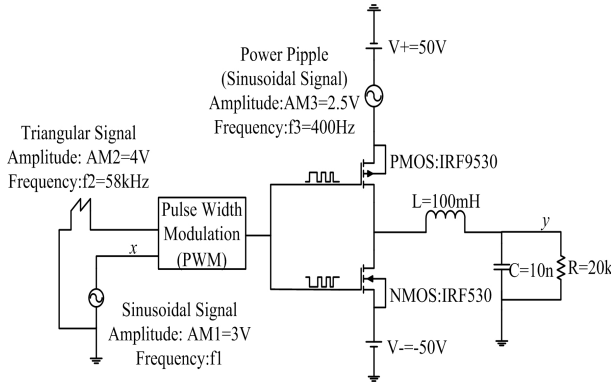 V+=50V
Power Pipple
(Sinusoidal Signal)
Amplitude:AM3=2.5V
Frequency:f3=400Hz
Triangular Signal
Amplitude: AM2=4V
Frequency:f2=58kHz
PMOS:IRF9530
L=100mH
Pulse Width
Modulation
(PWM)
x
y
C=10n
R=20k
NMOS:IRF530
Sinusoidal Signal
Amplitude: AM1=3V
Frequency:f1
V-=-50V